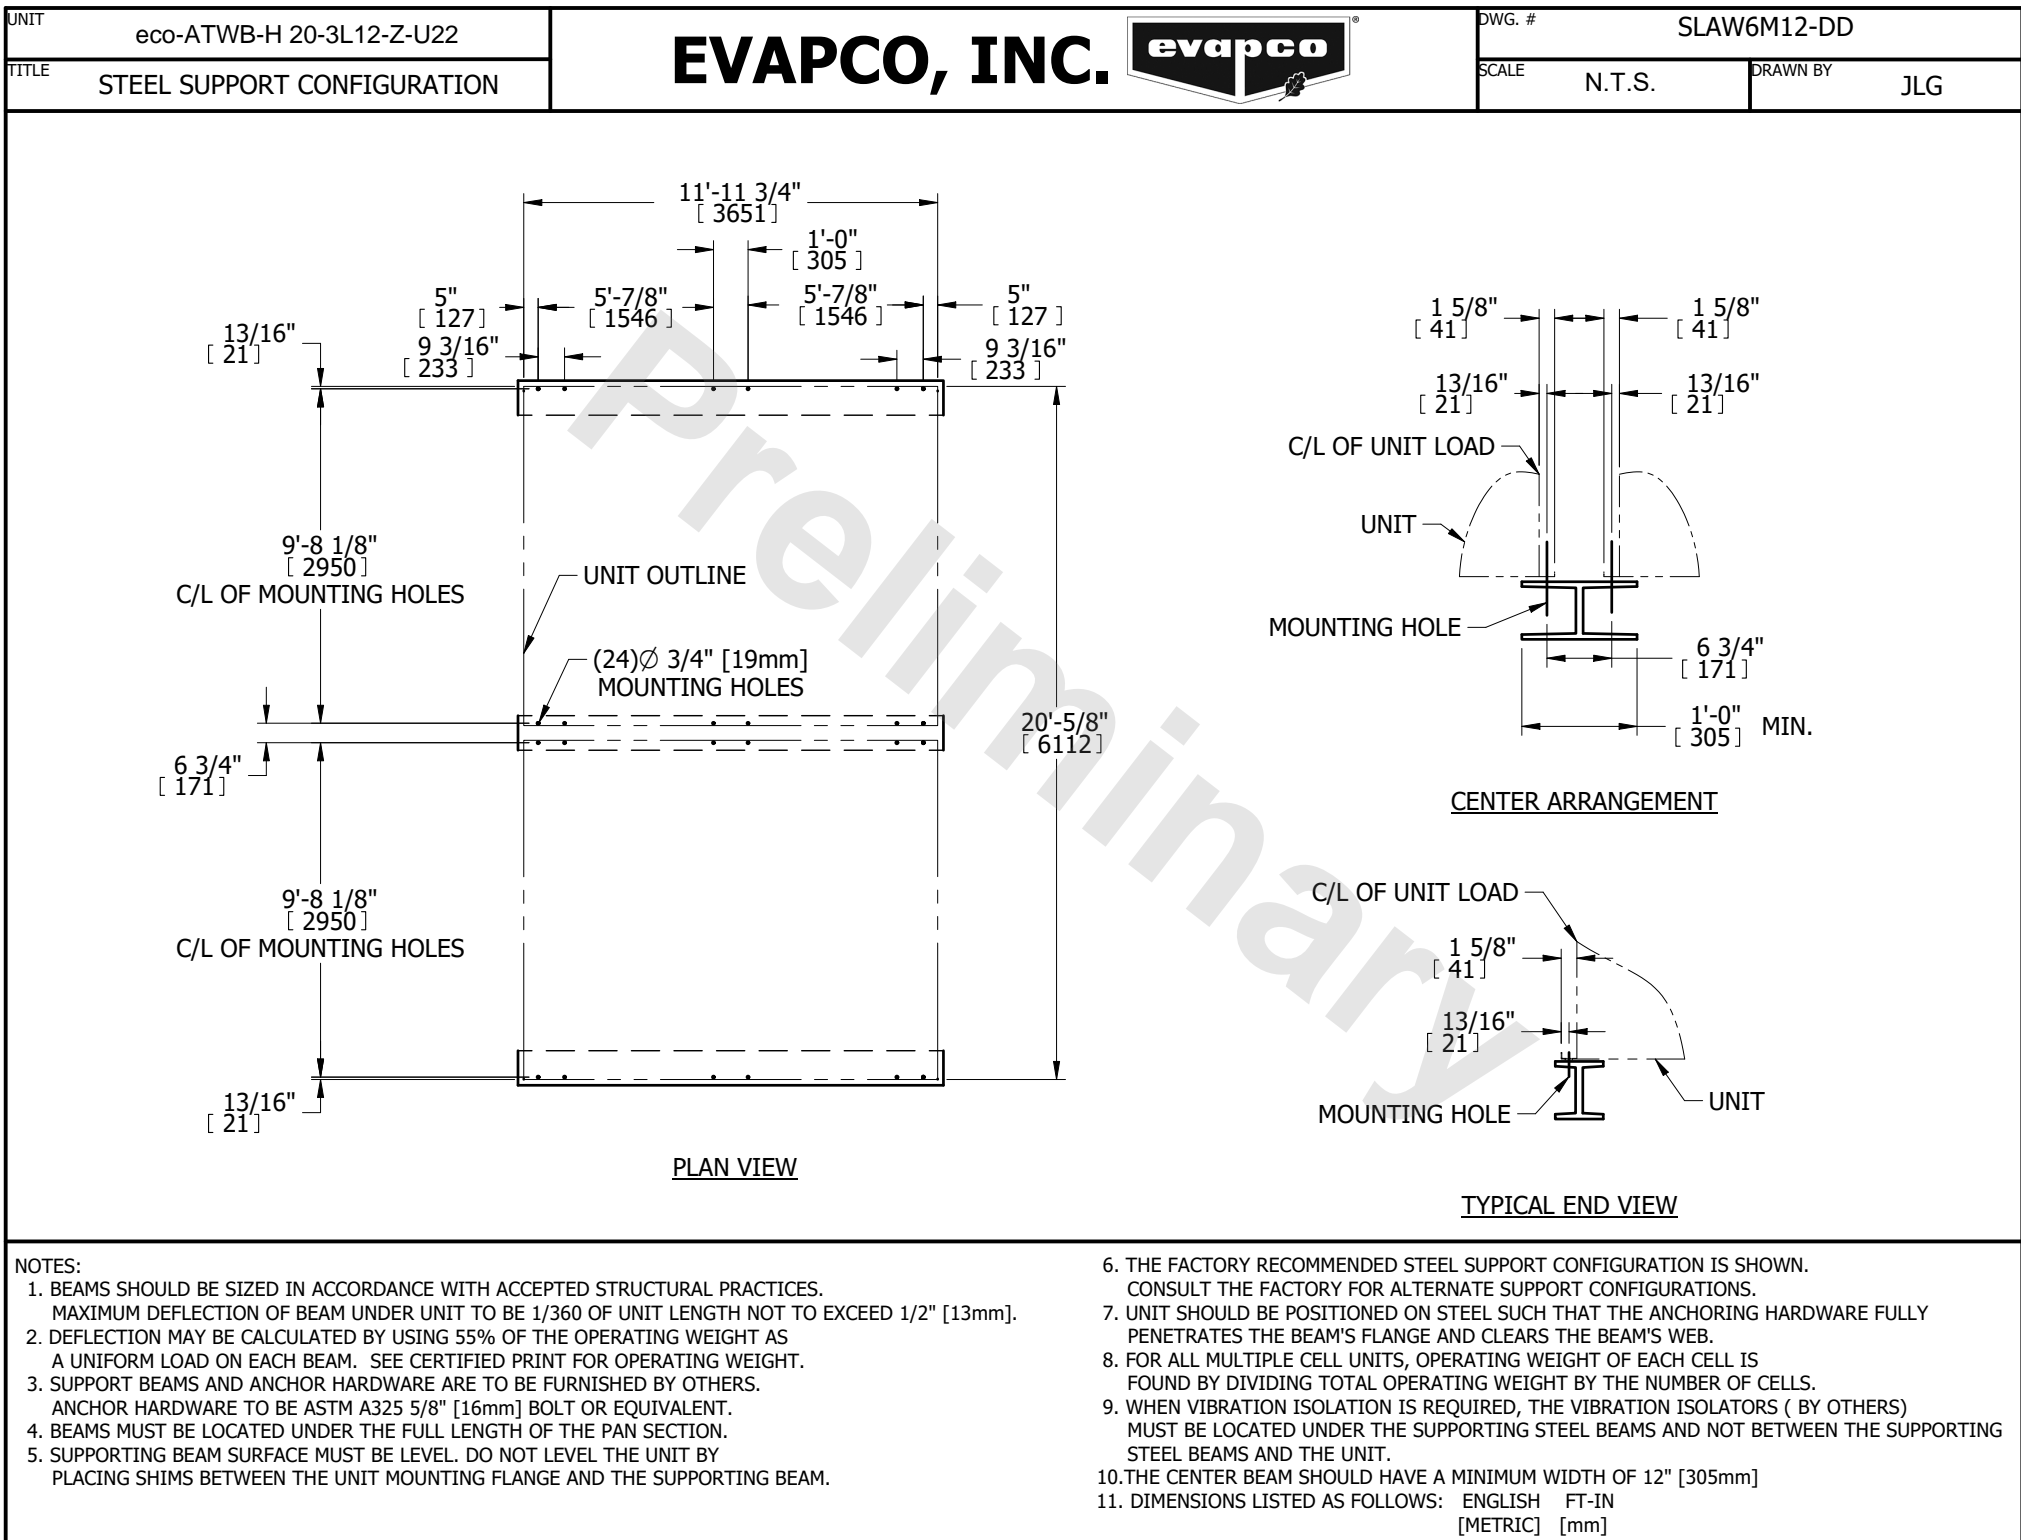 UNIT
eco-ATWB-H 20-3L12-Z-U22
TITLE
STEEL SUPPORT CONFIGURATION
EVAPCO, INC.
evapco
®
DWG. #
SLAW6M12-DD
SCALE
N.T.S.
DRAWN BY
JLG
11'-11 3/4"
[ 3651]
1'-0"
[ 305 ]
5"
[ 127]
5'-7/8"
[ 1546 ]
5'-7/8"
[ 1546 ]
5"
[ 127 ]
13/16"
[ 21]
9 3/16"
[ 233 ]
9 3/16"
[ 233 ]
9'-8 1/8"
[ 2950]
C/L OF MOUNTING HOLES
UNIT OUTLINE
(24)∅ 3/4" [19mm]
MOUNTING HOLES
6 3/4"
[ 171]
20'-5/8"
[ 6112]
9'-8 1/8"
[ 2950]
C/L OF MOUNTING HOLES
13/16"
[ 21]
PLAN VIEW
Preliminary
1 5/8"
[ 41]
1 5/8"
[ 41]
13/16"
[ 21]
13/16"
[ 21]
C/L OF UNIT LOAD
UNIT
MOUNTING HOLE
6 3/4"
[ 171]
1'-0"
[ 305]
MIN.
CENTER ARRANGEMENT
C/L OF UNIT LOAD
1 5/8"
[ 41]
13/16"
[ 21]
MOUNTING HOLE
UNIT
TYPICAL END VIEW
NOTES:
1. BEAMS SHOULD BE SIZED IN ACCORDANCE WITH ACCEPTED STRUCTURAL PRACTICES.
MAXIMUM DEFLECTION OF BEAM UNDER UNIT TO BE 1/360 OF UNIT LENGTH NOT TO EXCEED 1/2" [13mm].
2. DEFLECTION MAY BE CALCULATED BY USING 55% OF THE OPERATING WEIGHT AS
A UNIFORM LOAD ON EACH BEAM. SEE CERTIFIED PRINT FOR OPERATING WEIGHT.
3. SUPPORT BEAMS AND ANCHOR HARDWARE ARE TO BE FURNISHED BY OTHERS.
ANCHOR HARDWARE TO BE ASTM A325 5/8" [16mm] BOLT OR EQUIVALENT.
4. BEAMS MUST BE LOCATED UNDER THE FULL LENGTH OF THE PAN SECTION.
5. SUPPORTING BEAM SURFACE MUST BE LEVEL. DO NOT LEVEL THE UNIT BY
PLACING SHIMS BETWEEN THE UNIT MOUNTING FLANGE AND THE SUPPORTING BEAM.
6. THE FACTORY RECOMMENDED STEEL SUPPORT CONFIGURATION IS SHOWN.
CONSULT THE FACTORY FOR ALTERNATE SUPPORT CONFIGURATIONS.
7. UNIT SHOULD BE POSITIONED ON STEEL SUCH THAT THE ANCHORING HARDWARE FULLY
PENETRATES THE BEAM'S FLANGE AND CLEARS THE BEAM'S WEB.
8. FOR ALL MULTIPLE CELL UNITS, OPERATING WEIGHT OF EACH CELL IS
FOUND BY DIVIDING TOTAL OPERATING WEIGHT BY THE NUMBER OF CELLS.
9. WHEN VIBRATION ISOLATION IS REQUIRED, THE VIBRATION ISOLATORS ( BY OTHERS)
MUST BE LOCATED UNDER THE SUPPORTING STEEL BEAMS AND NOT BETWEEN THE SUPPORTING
STEEL BEAMS AND THE UNIT.
10.THE CENTER BEAM SHOULD HAVE A MINIMUM WIDTH OF 12" [305mm]
11. DIMENSIONS LISTED AS FOLLOWS: ENGLISH FT-IN
[METRIC] [mm]